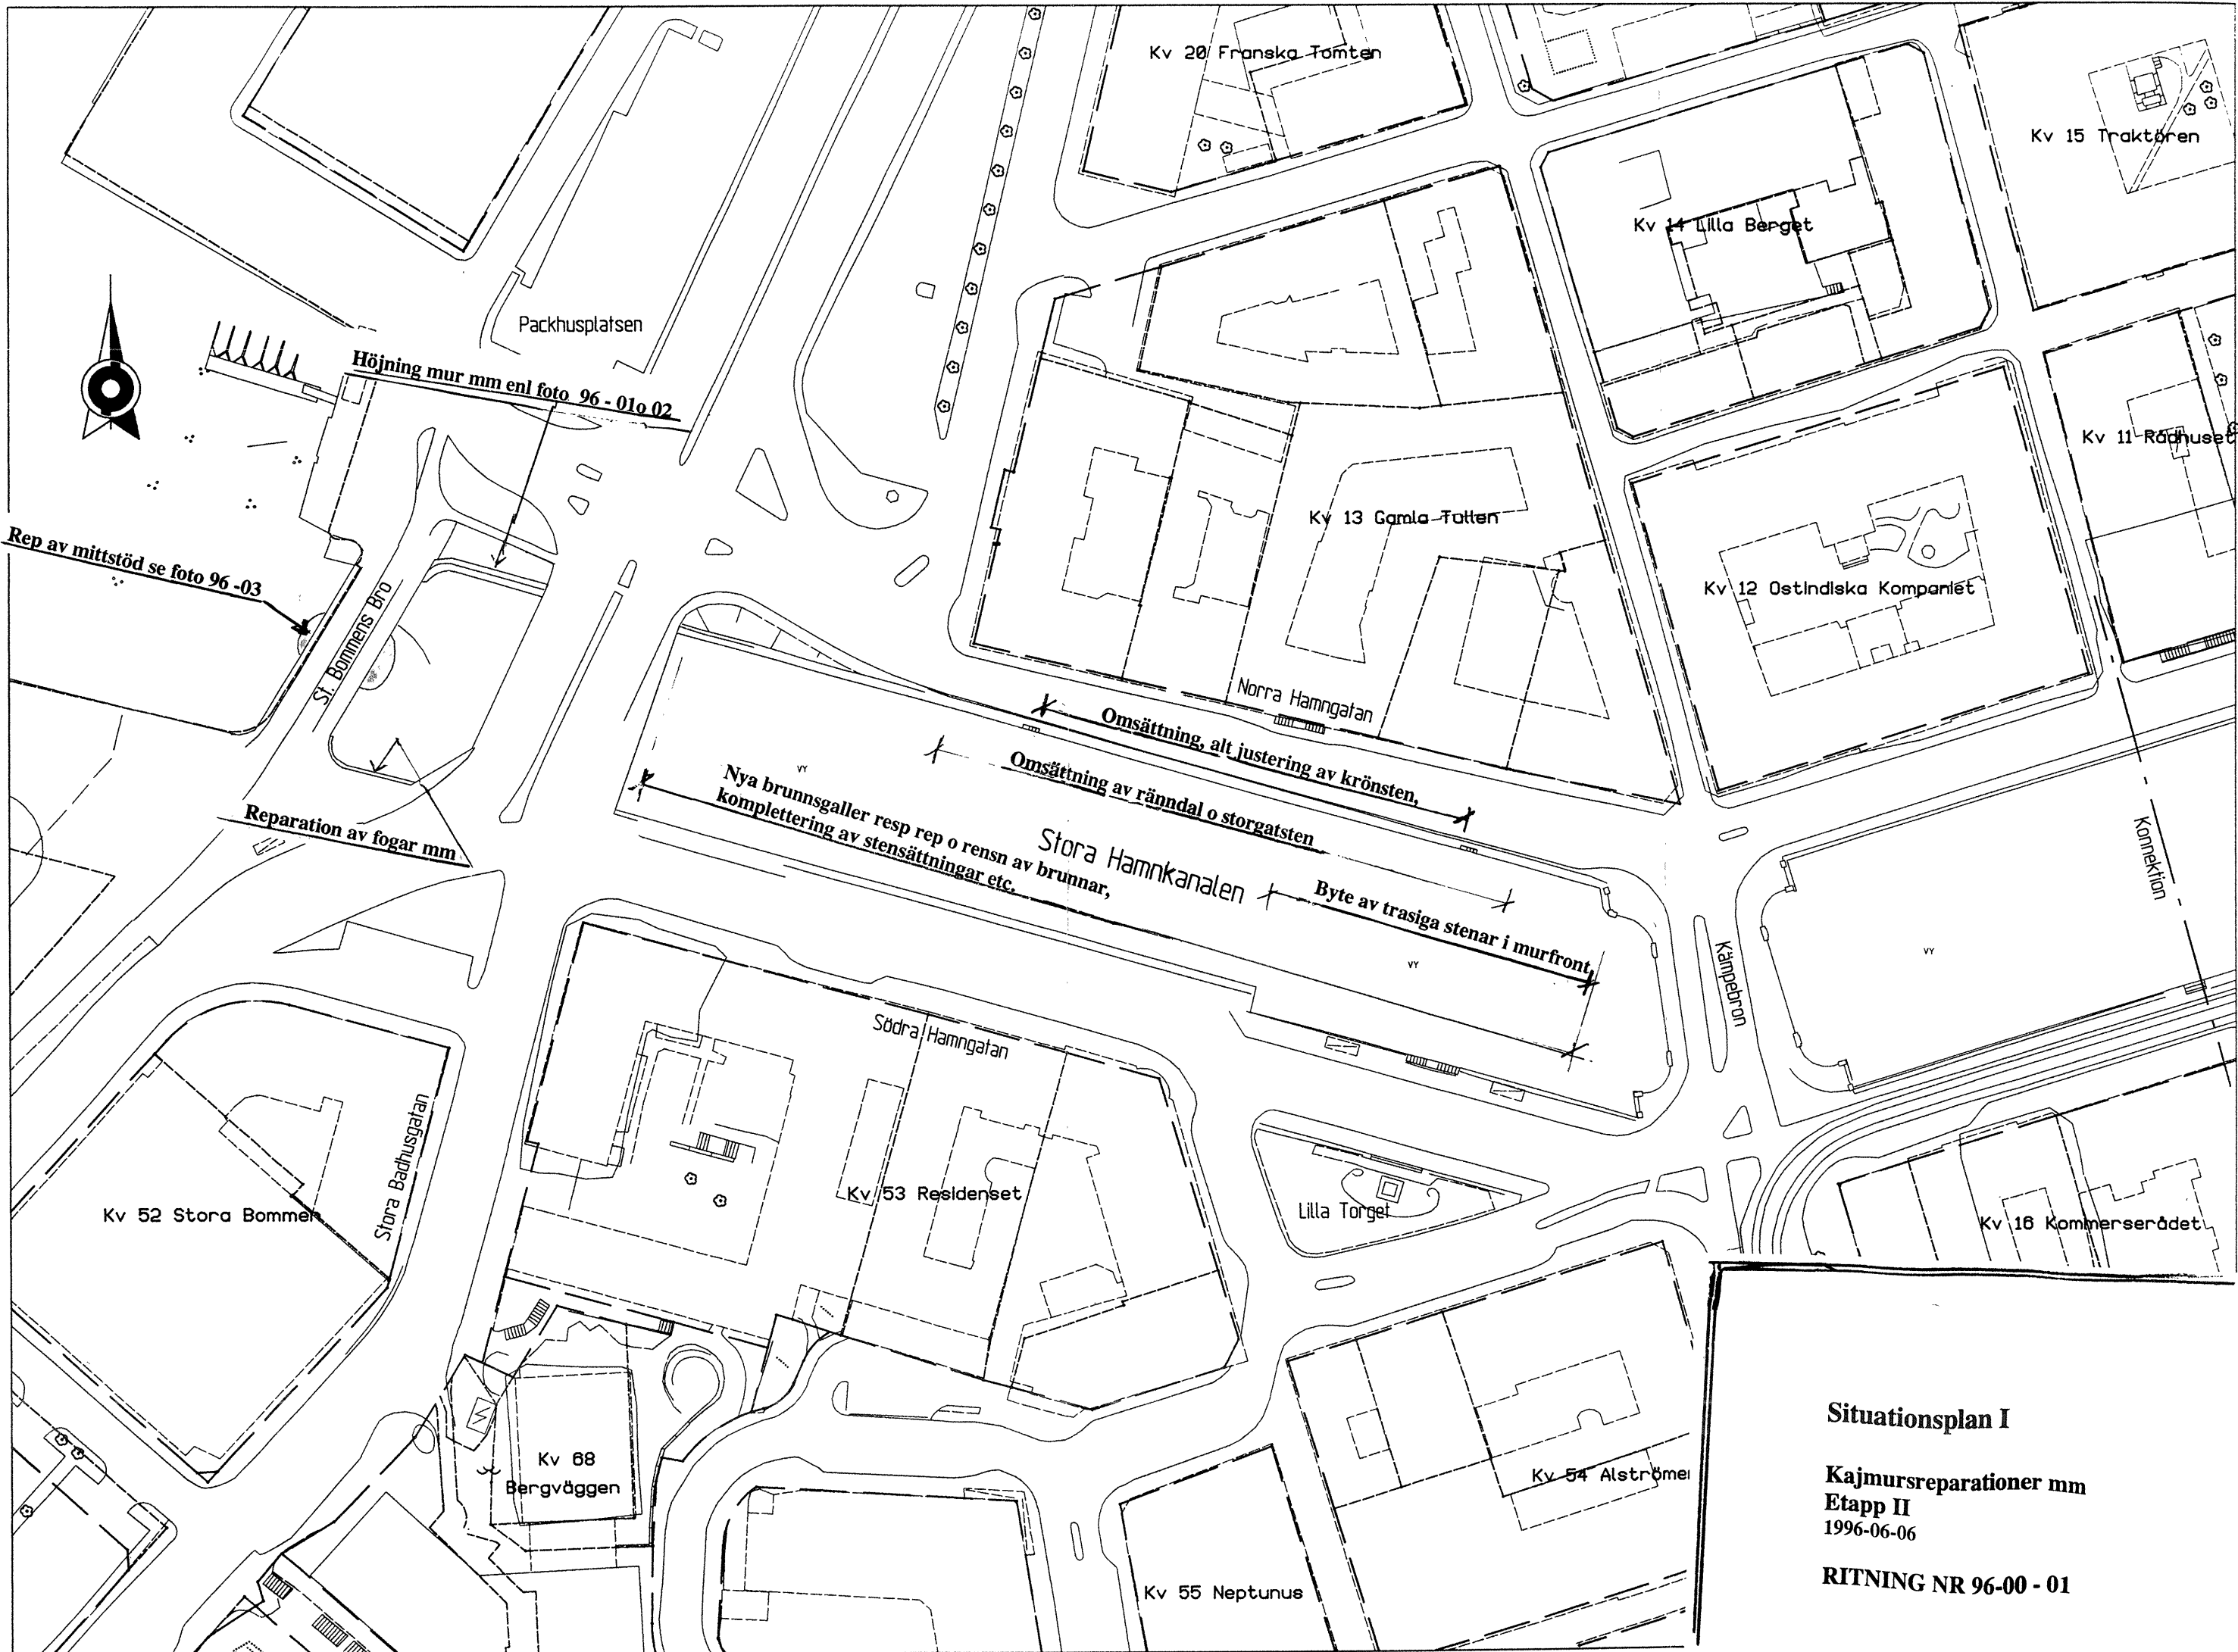 Kv 20 Franska Tomten
Kv 15 Traktören
Kv 14 Lilla Berget
Packhusplatsen
Höjning mur mm enl foto 96 - 01o 02
Kv 11 Rådhuset
Kv 13 Gamla Tullen
Rep av mittstöd se foto 96 -03
Kv 12 Ostindiska Kompaniet
St. Bommens Bro
Norra Hamngatan
Omsättning, alt justering av krönsten,
Omsättning av ränndal o storgatsten
Nya brunnsgaller resp rep o rensn av brunnar,
komplettering av stensättningar etc.
VY
Reparation av fogar mm
Stora Hamnkanalen
Byte av trasiga stenar i murfront
Konnektion
VY
VY
Kämpebron
Södra Hamngatan
Stora Badhusgatan
Kv 53 Residenset
Kv 52 Stora Bommen
Lilla Torget
Kv 16 Kommerserådet
Kv 68
Bergväggen
Kv 54 Alströmer
Kv 55 Neptunus
Situationsplan I
Kajmursreparationer mm
Etapp II
1996-06-06
RITNING NR 96-00 - 01